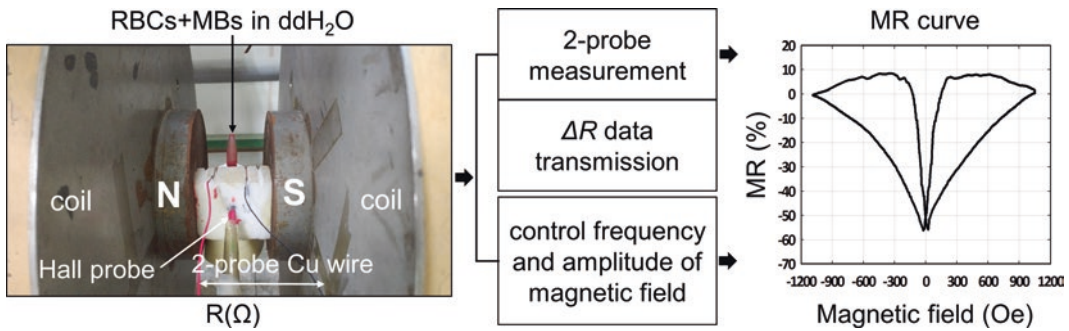 RBCs+MBs in ddH₂O
coil
N
S
coil
Hall probe
2-probe Cu wire
R(Ω)
2-probe
measurement
ΔR data
transmission
control frequency
and amplitude of
magnetic field
MR curve
MR (%)
20
10
0
-10
-20
-30
-40
-50
-60
-70
-1200 -900 -600 -300 0 300 600 900 1200
Magnetic field (Oe)